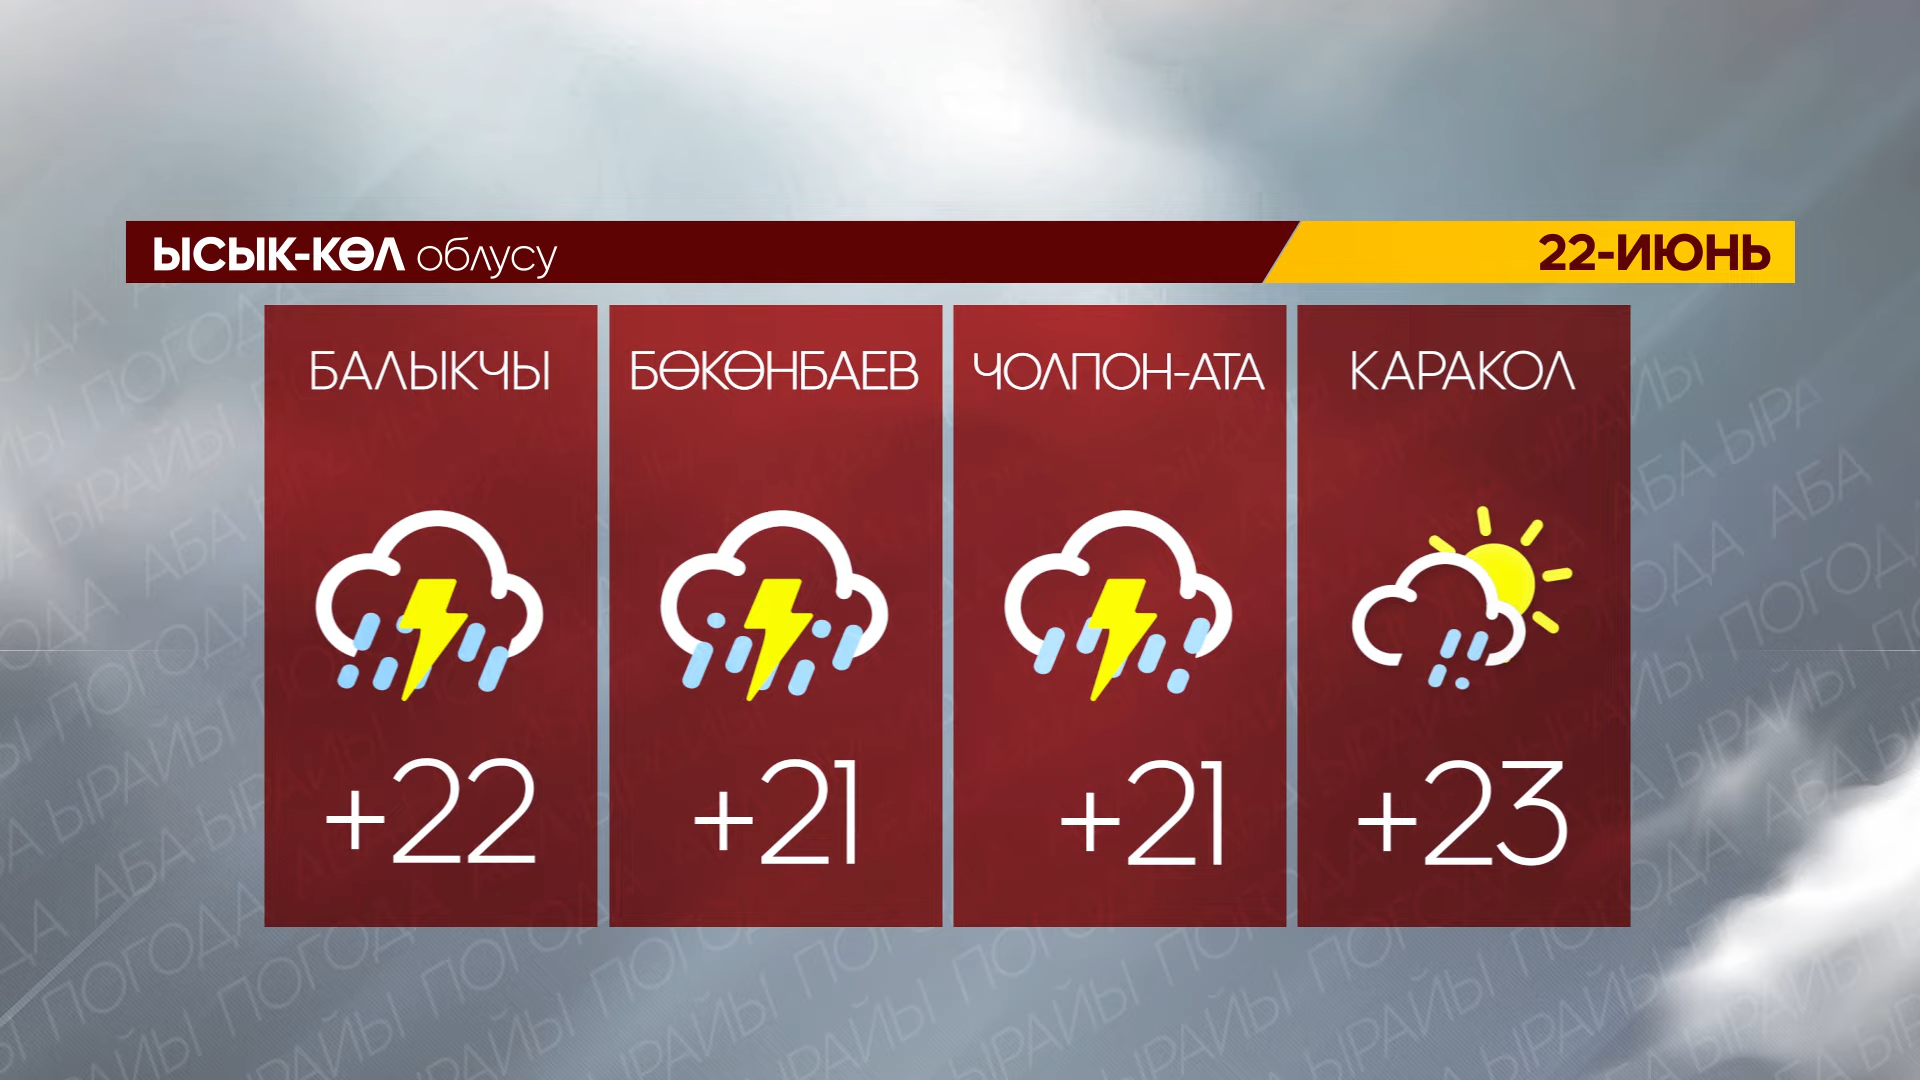 ЫСЫК-КӨЛ облусу
22-ИЮНЬ
БАЛЫКЧЫ
БӨКӨНБАЕВ
ЧОЛПОН-АТА
КАРАКОЛ
+22
+21
+21
+23